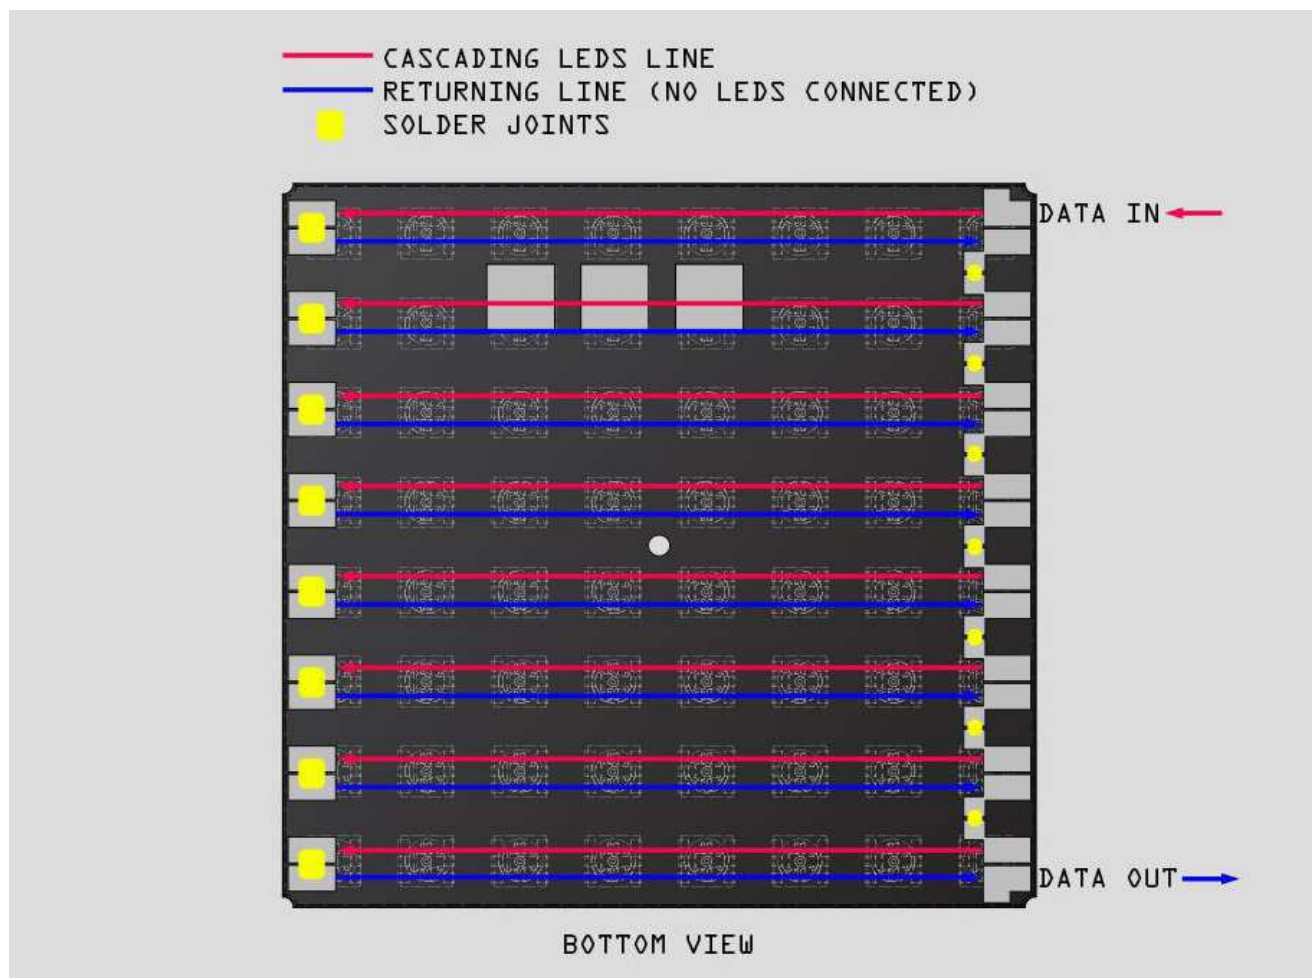 CASCADING LEDS LINE
RETURNING LINE (NO LEDS CONNECTED)
SOLDER JOINTS
DATA IN
DATA OUT
BOTTOM VIEW